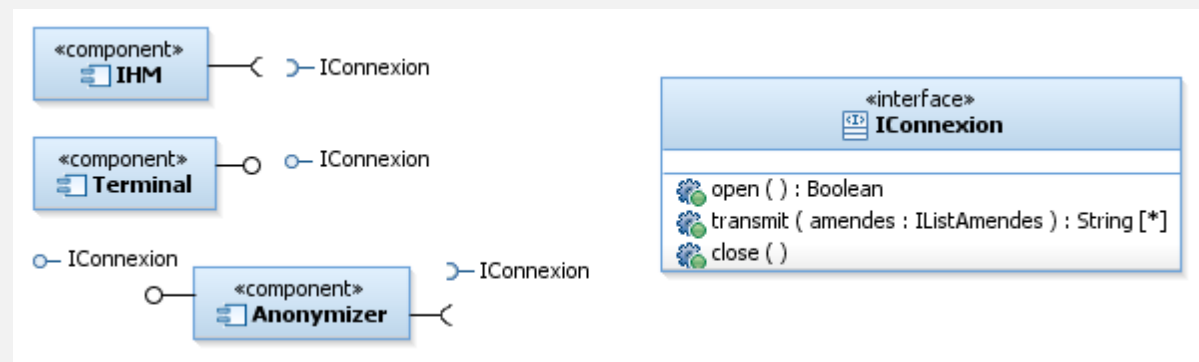 «component»
IHM
IConnexion
«component»
Terminal
IConnexion
IConnexion
«component»
Anonymizer
IConnexion
«interface»
IConnexion
open ( ) : Boolean
transmit ( amendes : IListAmendes ) : String [*]
close ( )